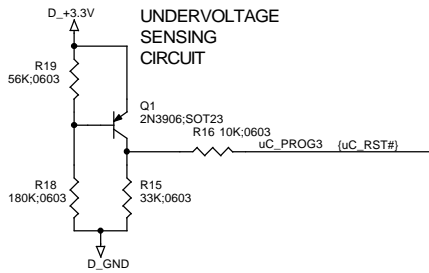 D_+3.3V
UNDERVOLTAGE
SENSING
CIRCUIT
R19
56K;0603
Q1
2N3906;SOT23
R16 10K;0603
uC_PROG3 {uC_RST#}
R18
180K;0603
R15
33K;0603
D_GND